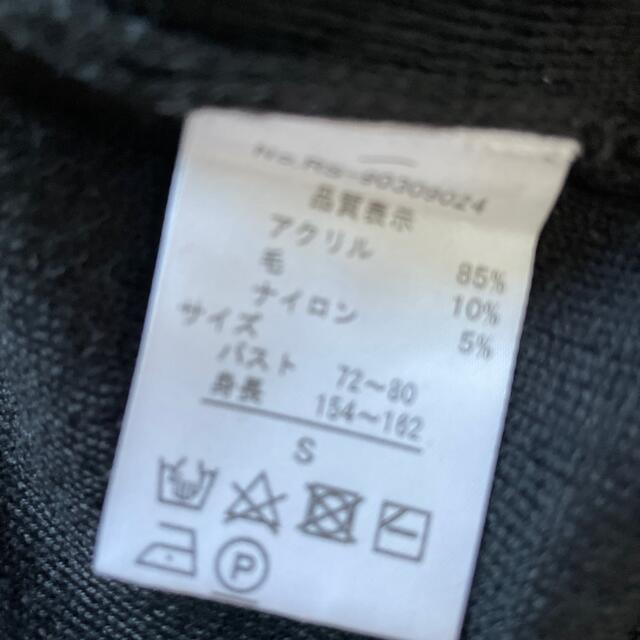 品質表示
アクリル 85%
毛 10%
ナイロン 5%
サイズ
バスト 72〜80
身長 154〜162
S
P